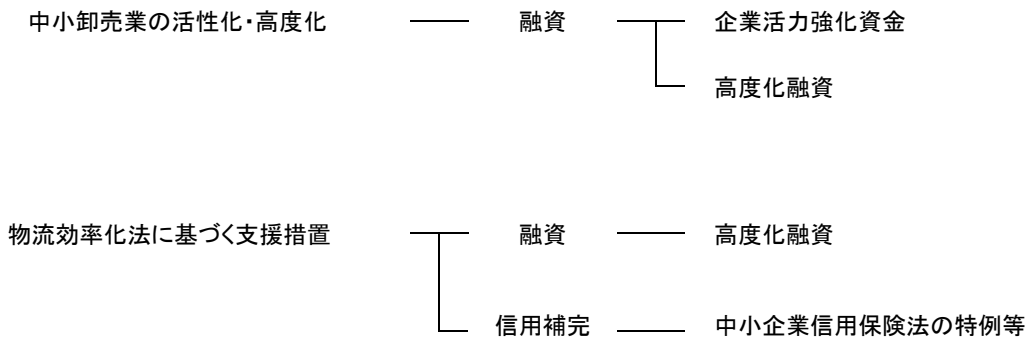 中小卸売業の活性化・高度化 融資 企業活力強化資金
高度化融資
物流効率化法に基づく支援措置 融資 高度化融資
信用補完 中小企業信用保険法の特例等